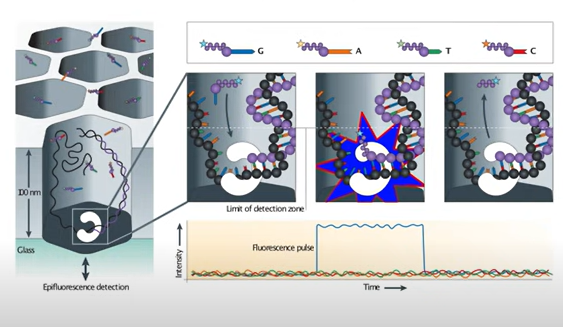 G
A
T
C
100 nm
Limit of detection zone
Glass
Fluorescence pulse
Intensity
Epifluorescence detection
Time